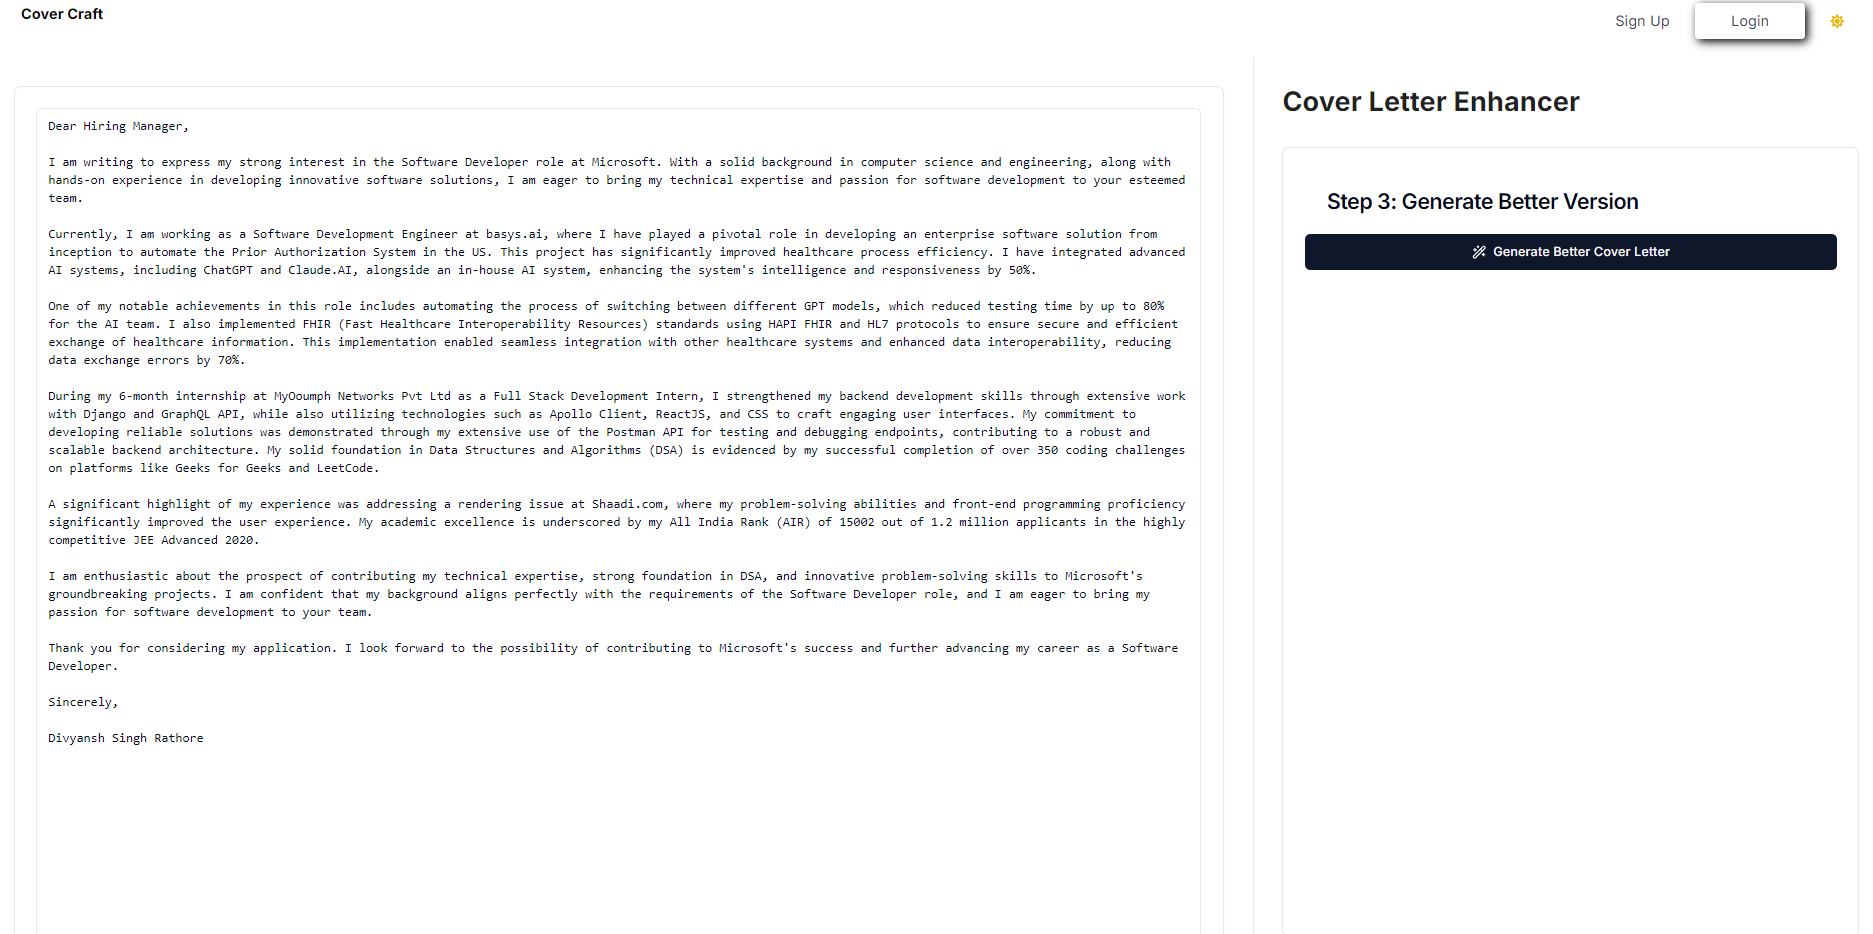 Cover Craft
Sign Up
Login
Dear Hiring Manager,
I am writing to express my strong interest in the Software Developer role at Microsoft. With a solid background in computer science and engineering, along with
hands-on experience in developing innovative software solutions, I am eager to bring my technical expertise and passion for software development to your esteemed
team.
Currently, I am working as a Software Development Engineer at basys.ai, where I have played a pivotal role in developing an enterprise software solution from
inception to automate the Prior Authorization System in the US. This project has significantly improved healthcare process efficiency. I have integrated advanced
AI systems, including ChatGPT and Claude.AI, alongside an in-house AI system, enhancing the system's intelligence and responsiveness by 50%.
One of my notable achievements in this role includes automating the process of switching between different GPT models, which reduced testing time by up to 80%
for the AI team. I also implemented FHIR (Fast Healthcare Interoperability Resources) standards using HAPI FHIR and HL7 protocols to ensure secure and efficient
exchange of healthcare information. This implementation enabled seamless integration with other healthcare systems and enhanced data interoperability, reducing
data exchange errors by 70%.
During my 6-month internship at MyOoumph Networks Pvt Ltd as a Full Stack Development Intern, I strengthened my backend development skills through extensive work
with Django and GraphQL API, while also utilizing technologies such as Apollo Client, ReactJS, and CSS to craft engaging user interfaces. My commitment to
developing reliable solutions was demonstrated through my extensive use of the Postman API for testing and debugging endpoints, contributing to a robust and
scalable backend architecture. My solid foundation in Data Structures and Algorithms (DSA) is evidenced by my successful completion of over 350 coding challenges
on platforms like Geeks for Geeks and LeetCode.
A significant highlight of my experience was addressing a rendering issue at Shaadi.com, where my problem-solving abilities and front-end programming proficiency
significantly improved the user experience. My academic excellence is underscored by my All India Rank (AIR) of 15002 out of 1.2 million applicants in the highly
competitive JEE Advanced 2020.
I am enthusiastic about the prospect of contributing my technical expertise, strong foundation in DSA, and innovative problem-solving skills to Microsoft's
groundbreaking projects. I am confident that my background aligns perfectly with the requirements of the Software Developer role, and I am eager to bring my
passion for software development to your team.
Thank you for considering my application. I look forward to the possibility of contributing to Microsoft's success and further advancing my career as a Software
Developer.
Sincerely,
Divyansh Singh Rathore
Cover Letter Enhancer
Step 3: Generate Better Version
Generate Better Cover Letter